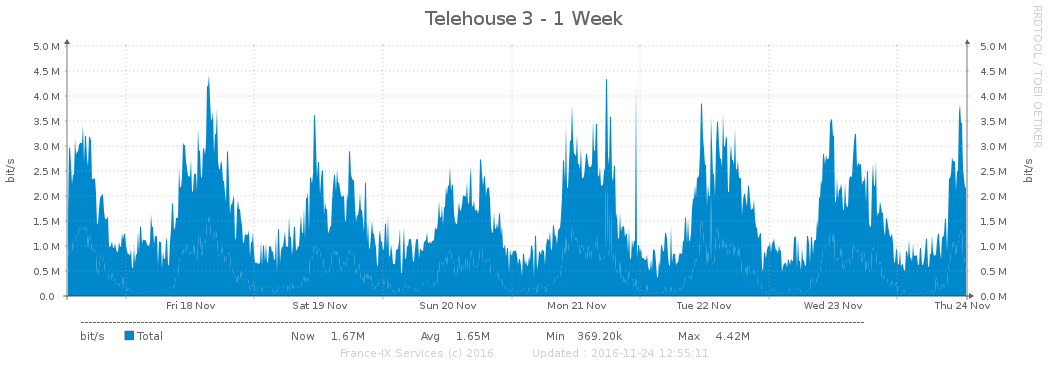 Telehouse 3 - 1 Week
RRDTOOL / TOBI OETIKER
bit/s
bit/s
5.0 M 5.0 M
4.5 M 4.5 M
4.0 M 4.0 M
3.5 M 3.5 M
3.0 M 3.0 M
2.5 M 2.5 M
2.0 M 2.0 M
1.5 M 1.5 M
1.0 M 1.0 M
0.5 M 0.5 M
0.0 0.0 M
Fri 18 Nov Sat 19 Nov Sun 20 Nov Mon 21 Nov Tue 22 Nov Wed 23 Nov Thu 24 Nov
bit/s Total Now 1.67M Avg 1.65M Min 369.20k Max 4.42M
France-IX Services (c) 2016 Updated : 2016-11-24 12:55:11